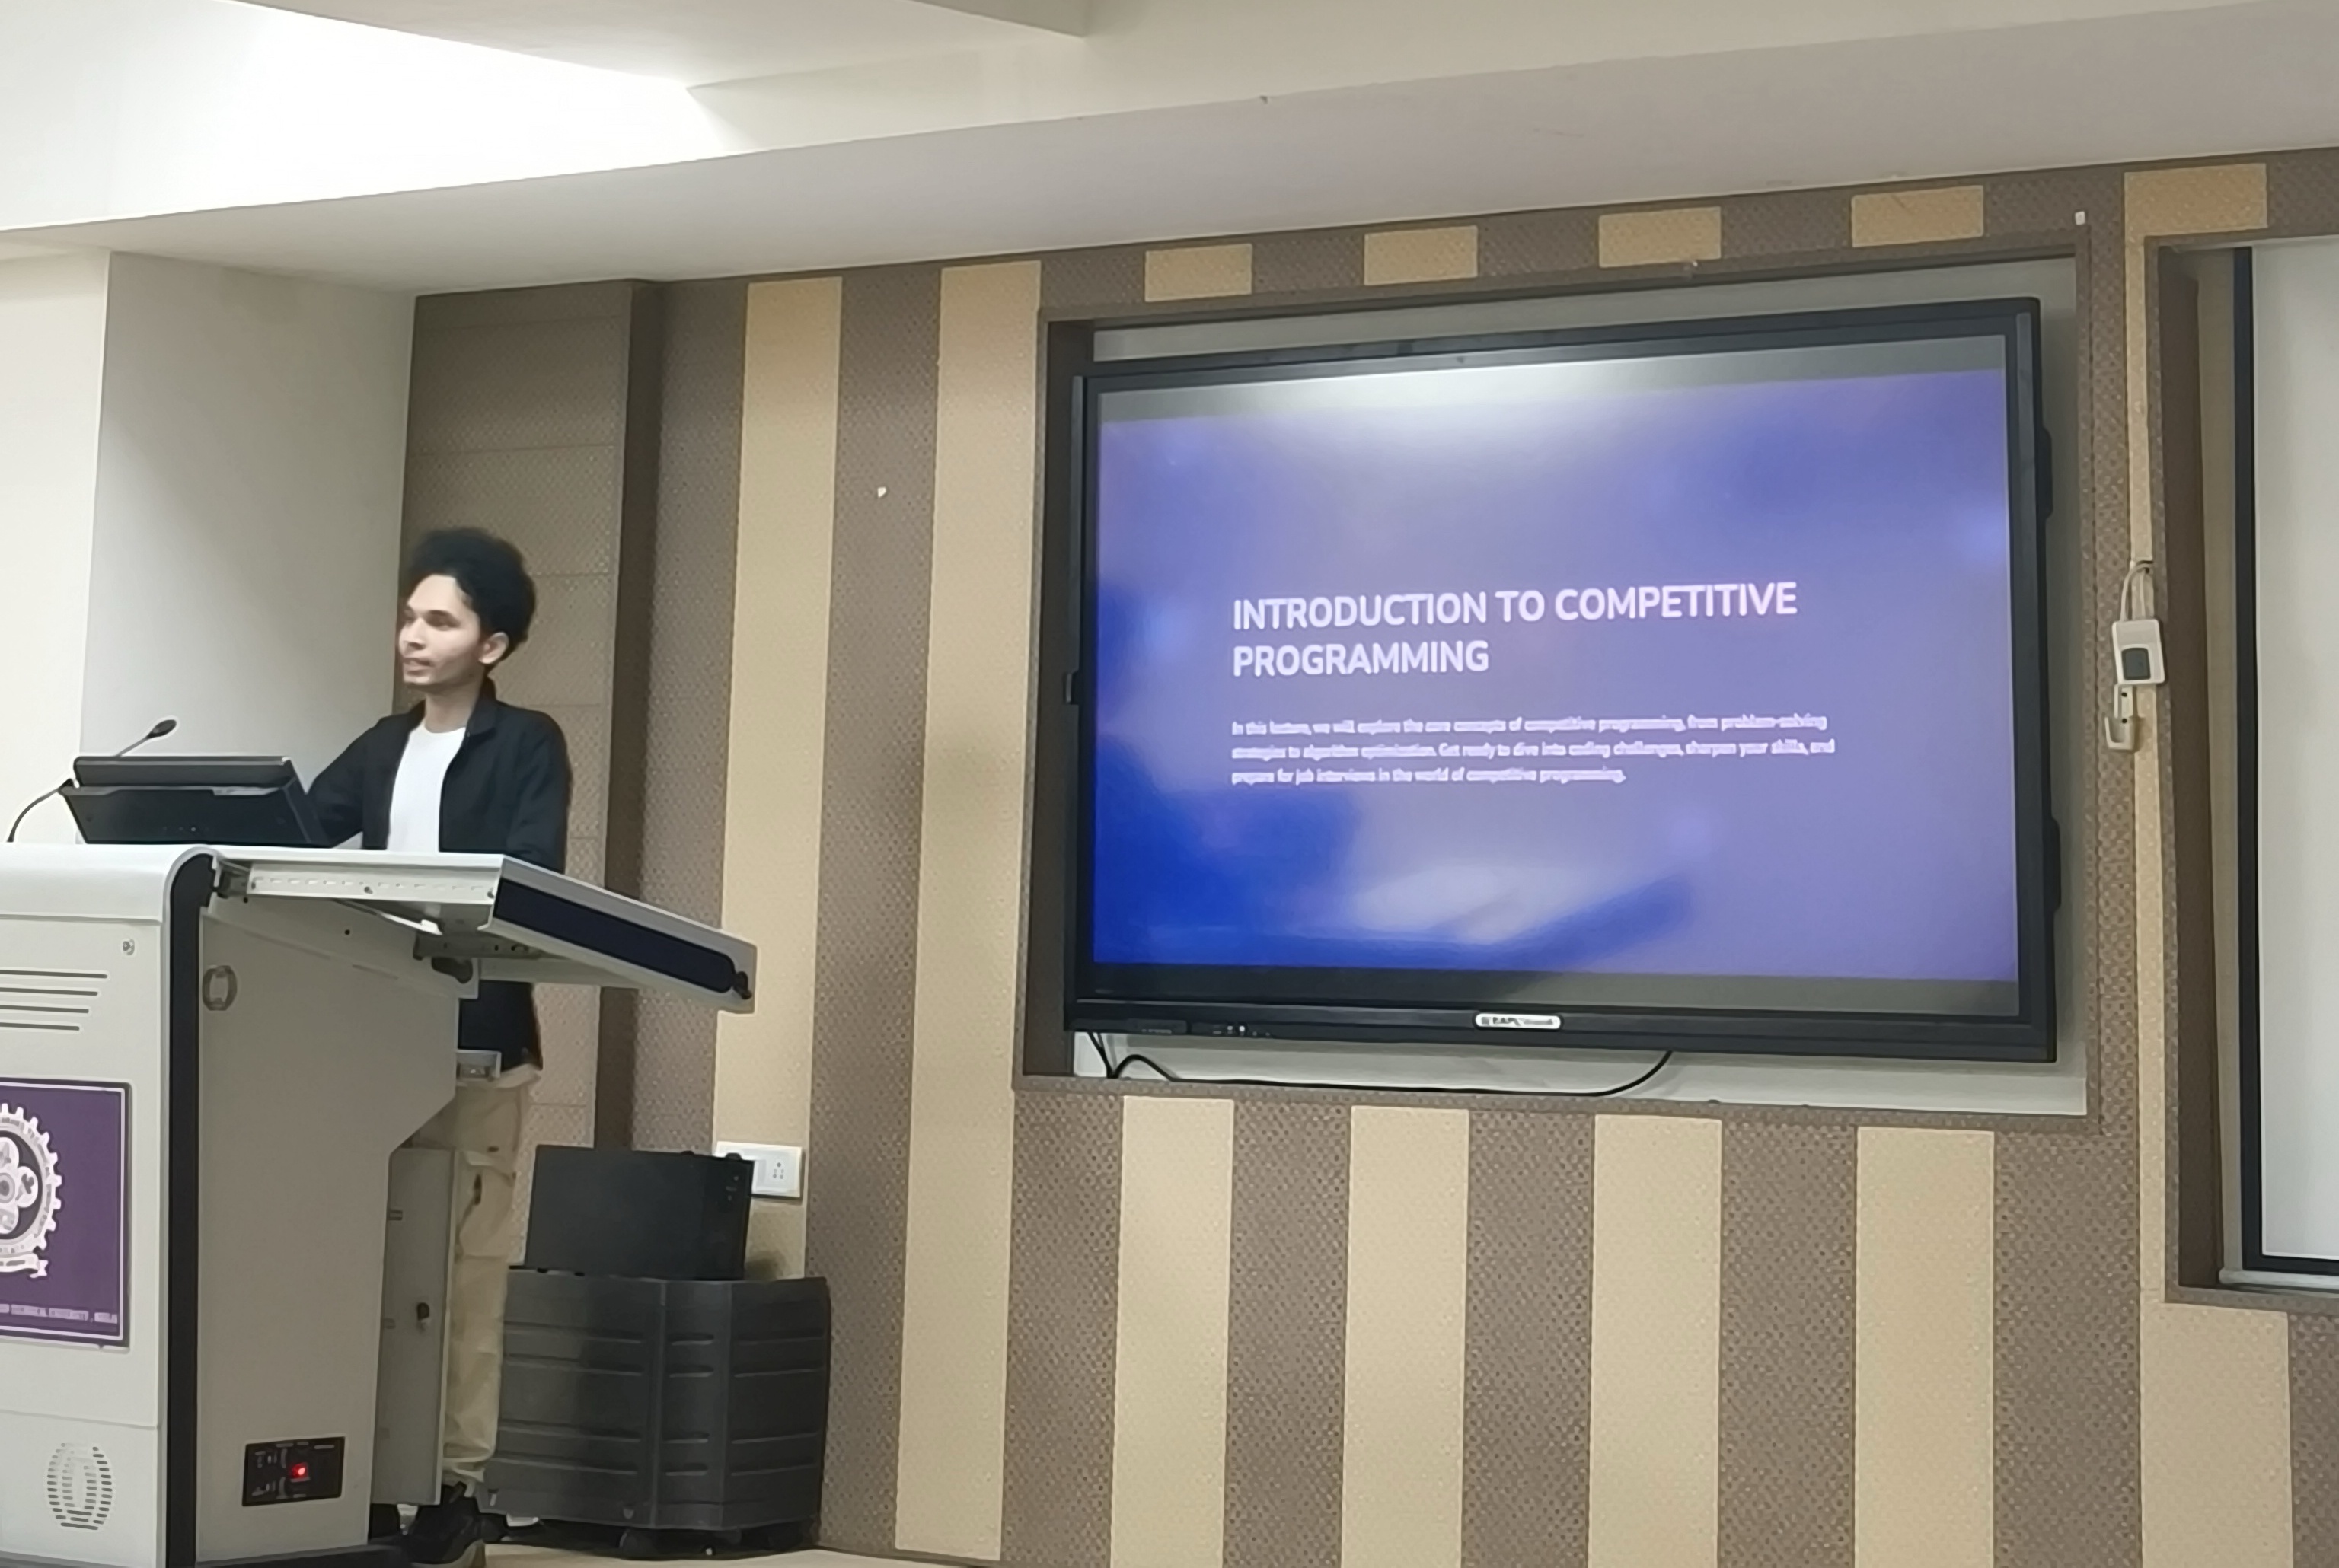 INTRODUCTION TO COMPETITIVE
PROGRAMMING
In this lecture, we will explore the core concepts of competitive programming, from problem-solving
strategies to algorithm optimization. Get ready to dive into coding challenges, sharpen your skills, and
prepare for job interviews in the world of competitive programming.